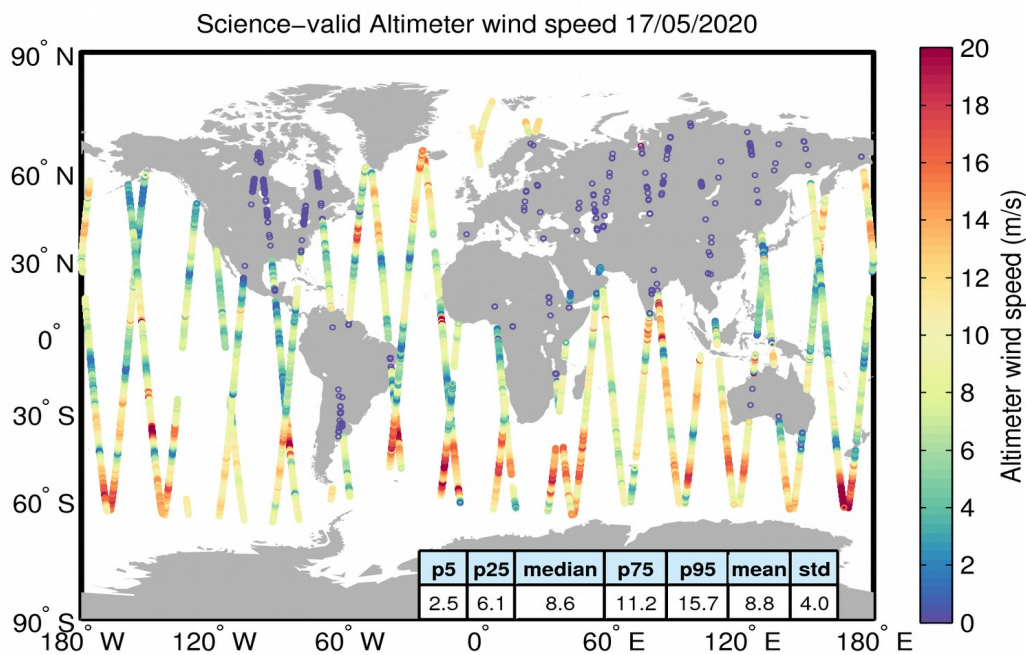 Science−valid Altimeter wind speed 17/05/2020
90° N
60° N
30° N
0°
30° S
60° S
90° S
180° W
120° W
60° W
0°
60° E
120° E
180° E
p5 p25 median p75 p95 mean std
2.5 6.1 8.6 11.2 15.7 8.8 4.0
20
18
16
14
12
10
8
6
4
2
0
Altimeter wind speed (m/s)